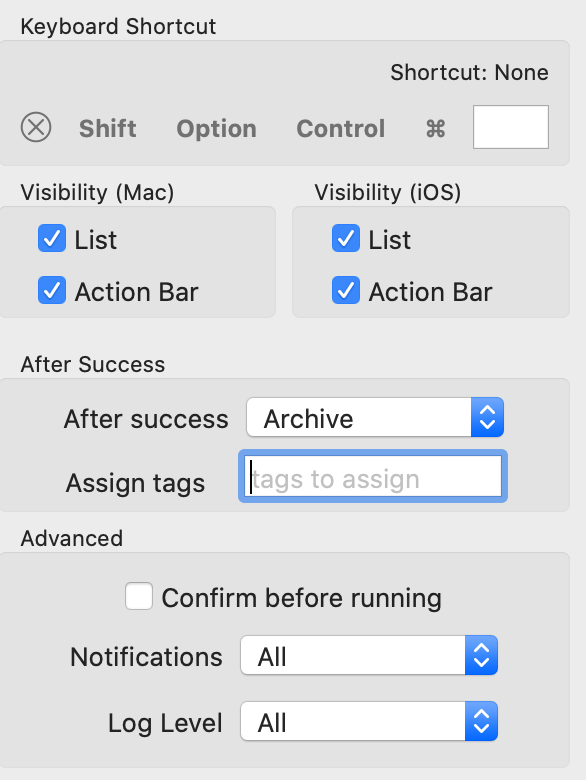 Keyboard Shortcut
Shortcut: None
Shift Option Control ⌘
Visibility (Mac) Visibility (iOS)
List List
Action Bar Action Bar
After Success
After success Archive
Assign tags tags to assign
Advanced
Confirm before running
Notifications All
Log Level All